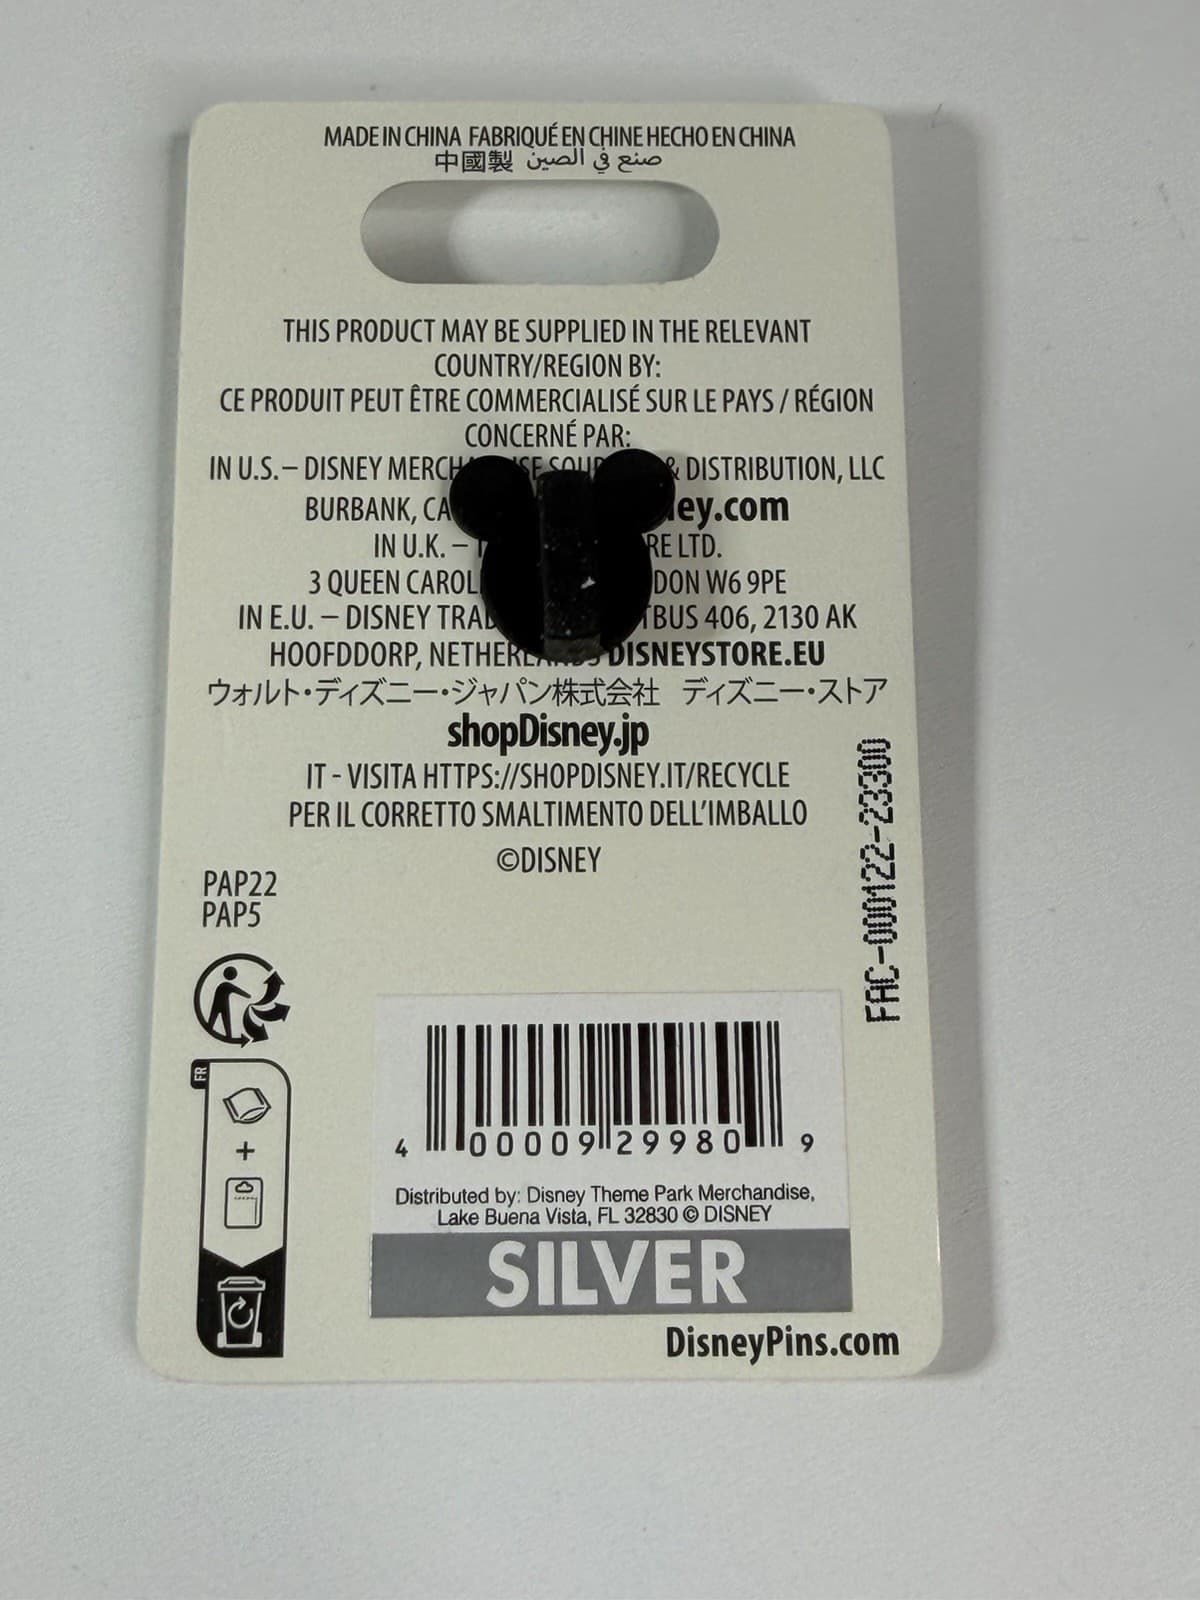 MADE IN CHINA FABRIQUÉ EN CHINE HECHO EN CHINA
中國製 صنع في الصين
THIS PRODUCT MAY BE SUPPLIED IN THE RELEVANT
COUNTRY/REGION BY:
CE PRODUIT PEUT ÊTRE COMMERCIALISÉ SUR LE PAYS / RÉGION
CONCERNÉ PAR:
IN U.S. – DISNEY & DISTRIBUTION, LLC
BURBANK, CA ey.com
IN U.K. – RE LTD.
3 QUEEN DON W6 9PE
IN E.U. – DISNEY TBUS 406, 2130 AK
HOOFDDORP, NETHERLANDS DISNEYSTORE.EU
ウォルト・ディズニー・ジャパン株式会社 ディズニー・ストア
shopDisney.jp
IT - VISITA HTTPS://SHOPDISNEY.IT/RECYCLE
PER IL CORRETTO SMALTIMENTO DELL'IMBALLO
©DISNEY
PAP22
PAP5
FAC-000122-23300
FR
+
4 00009 29980 9
Distributed by: Disney Theme Park Merchandise,
Lake Buena Vista, FL 32830 © DISNEY
SILVER
DisneyPins.com